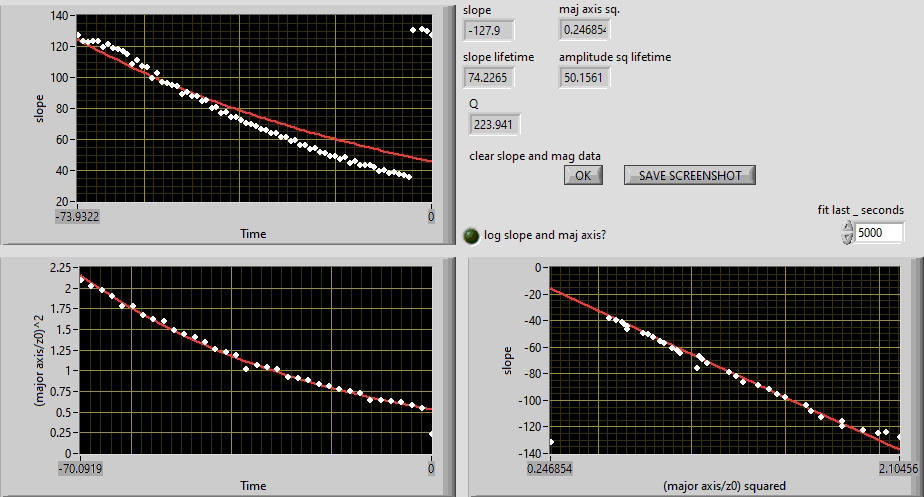 140
120
100
80
60
40
20
slope
-73.9322
0
Time
slope
maj axis sq.
-127.9
0.246854
slope lifetime
amplitude sq lifetime
74.2265
50.1561
Q
223.941
clear slope and mag data
OK
SAVE SCREENSHOT
fit last _ seconds
5000
log slope and maj axis?
2.25
2
1.75
1.5
1.25
1
0.75
0.5
0.25
0
(major axis/z0)^2
-70.0919
0
Time
0
-20
-40
-60
-80
-100
-120
-140
slope
0.246854
2.10456
(major axis/z0) squared